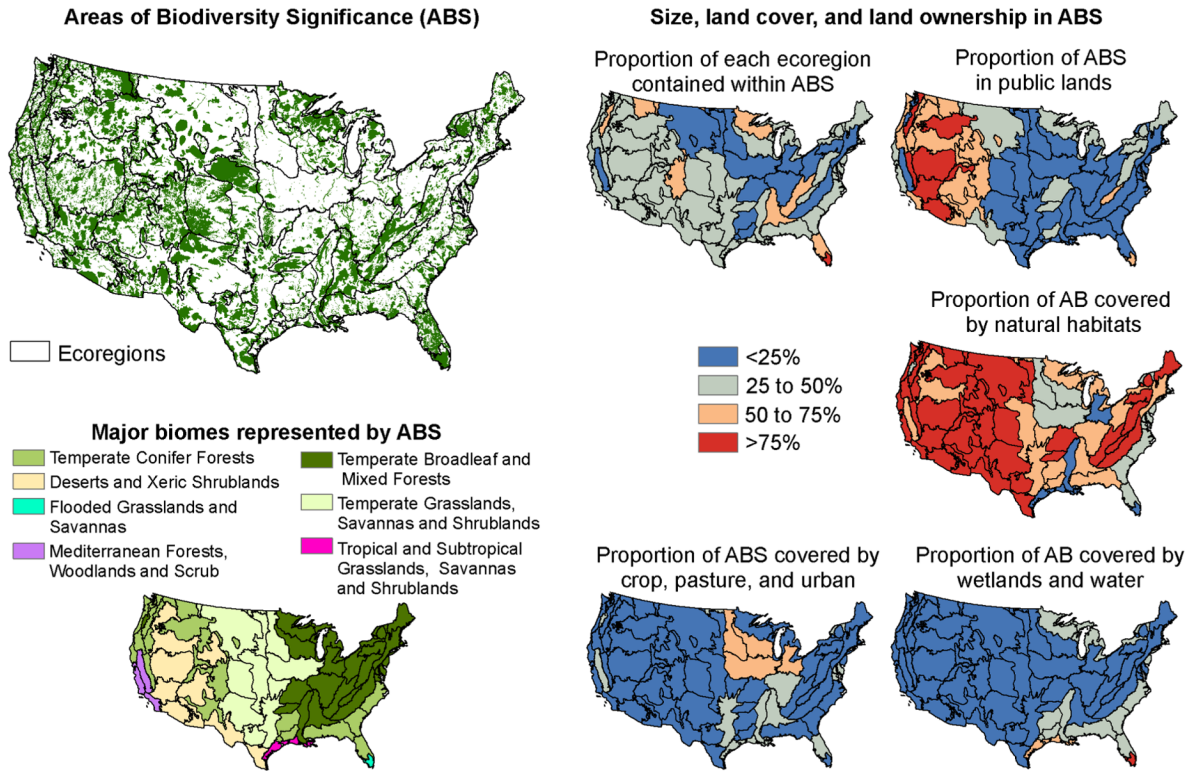 Areas of Biodiversity Significance (ABS)
Ecoregions
Major biomes represented by ABS
Temperate Conifer Forests
Deserts and Xeric Shrublands
Flooded Grasslands and
Savannas
Mediterranean Forests,
Woodlands and Scrub
Temperate Broadleaf and
Mixed Forests
Temperate Grasslands,
Savannas and Shrublands
Tropical and Subtropical
Grasslands, Savannas
and Shrublands
Size, land cover, and land ownership in ABS
Proportion of each ecoregion
contained within ABS
Proportion of ABS
in public lands
Proportion of AB covered
by natural habitats
<25%
25 to 50%
50 to 75%
>75%
Proportion of ABS covered by
crop, pasture, and urban
Proportion of AB covered by
wetlands and water